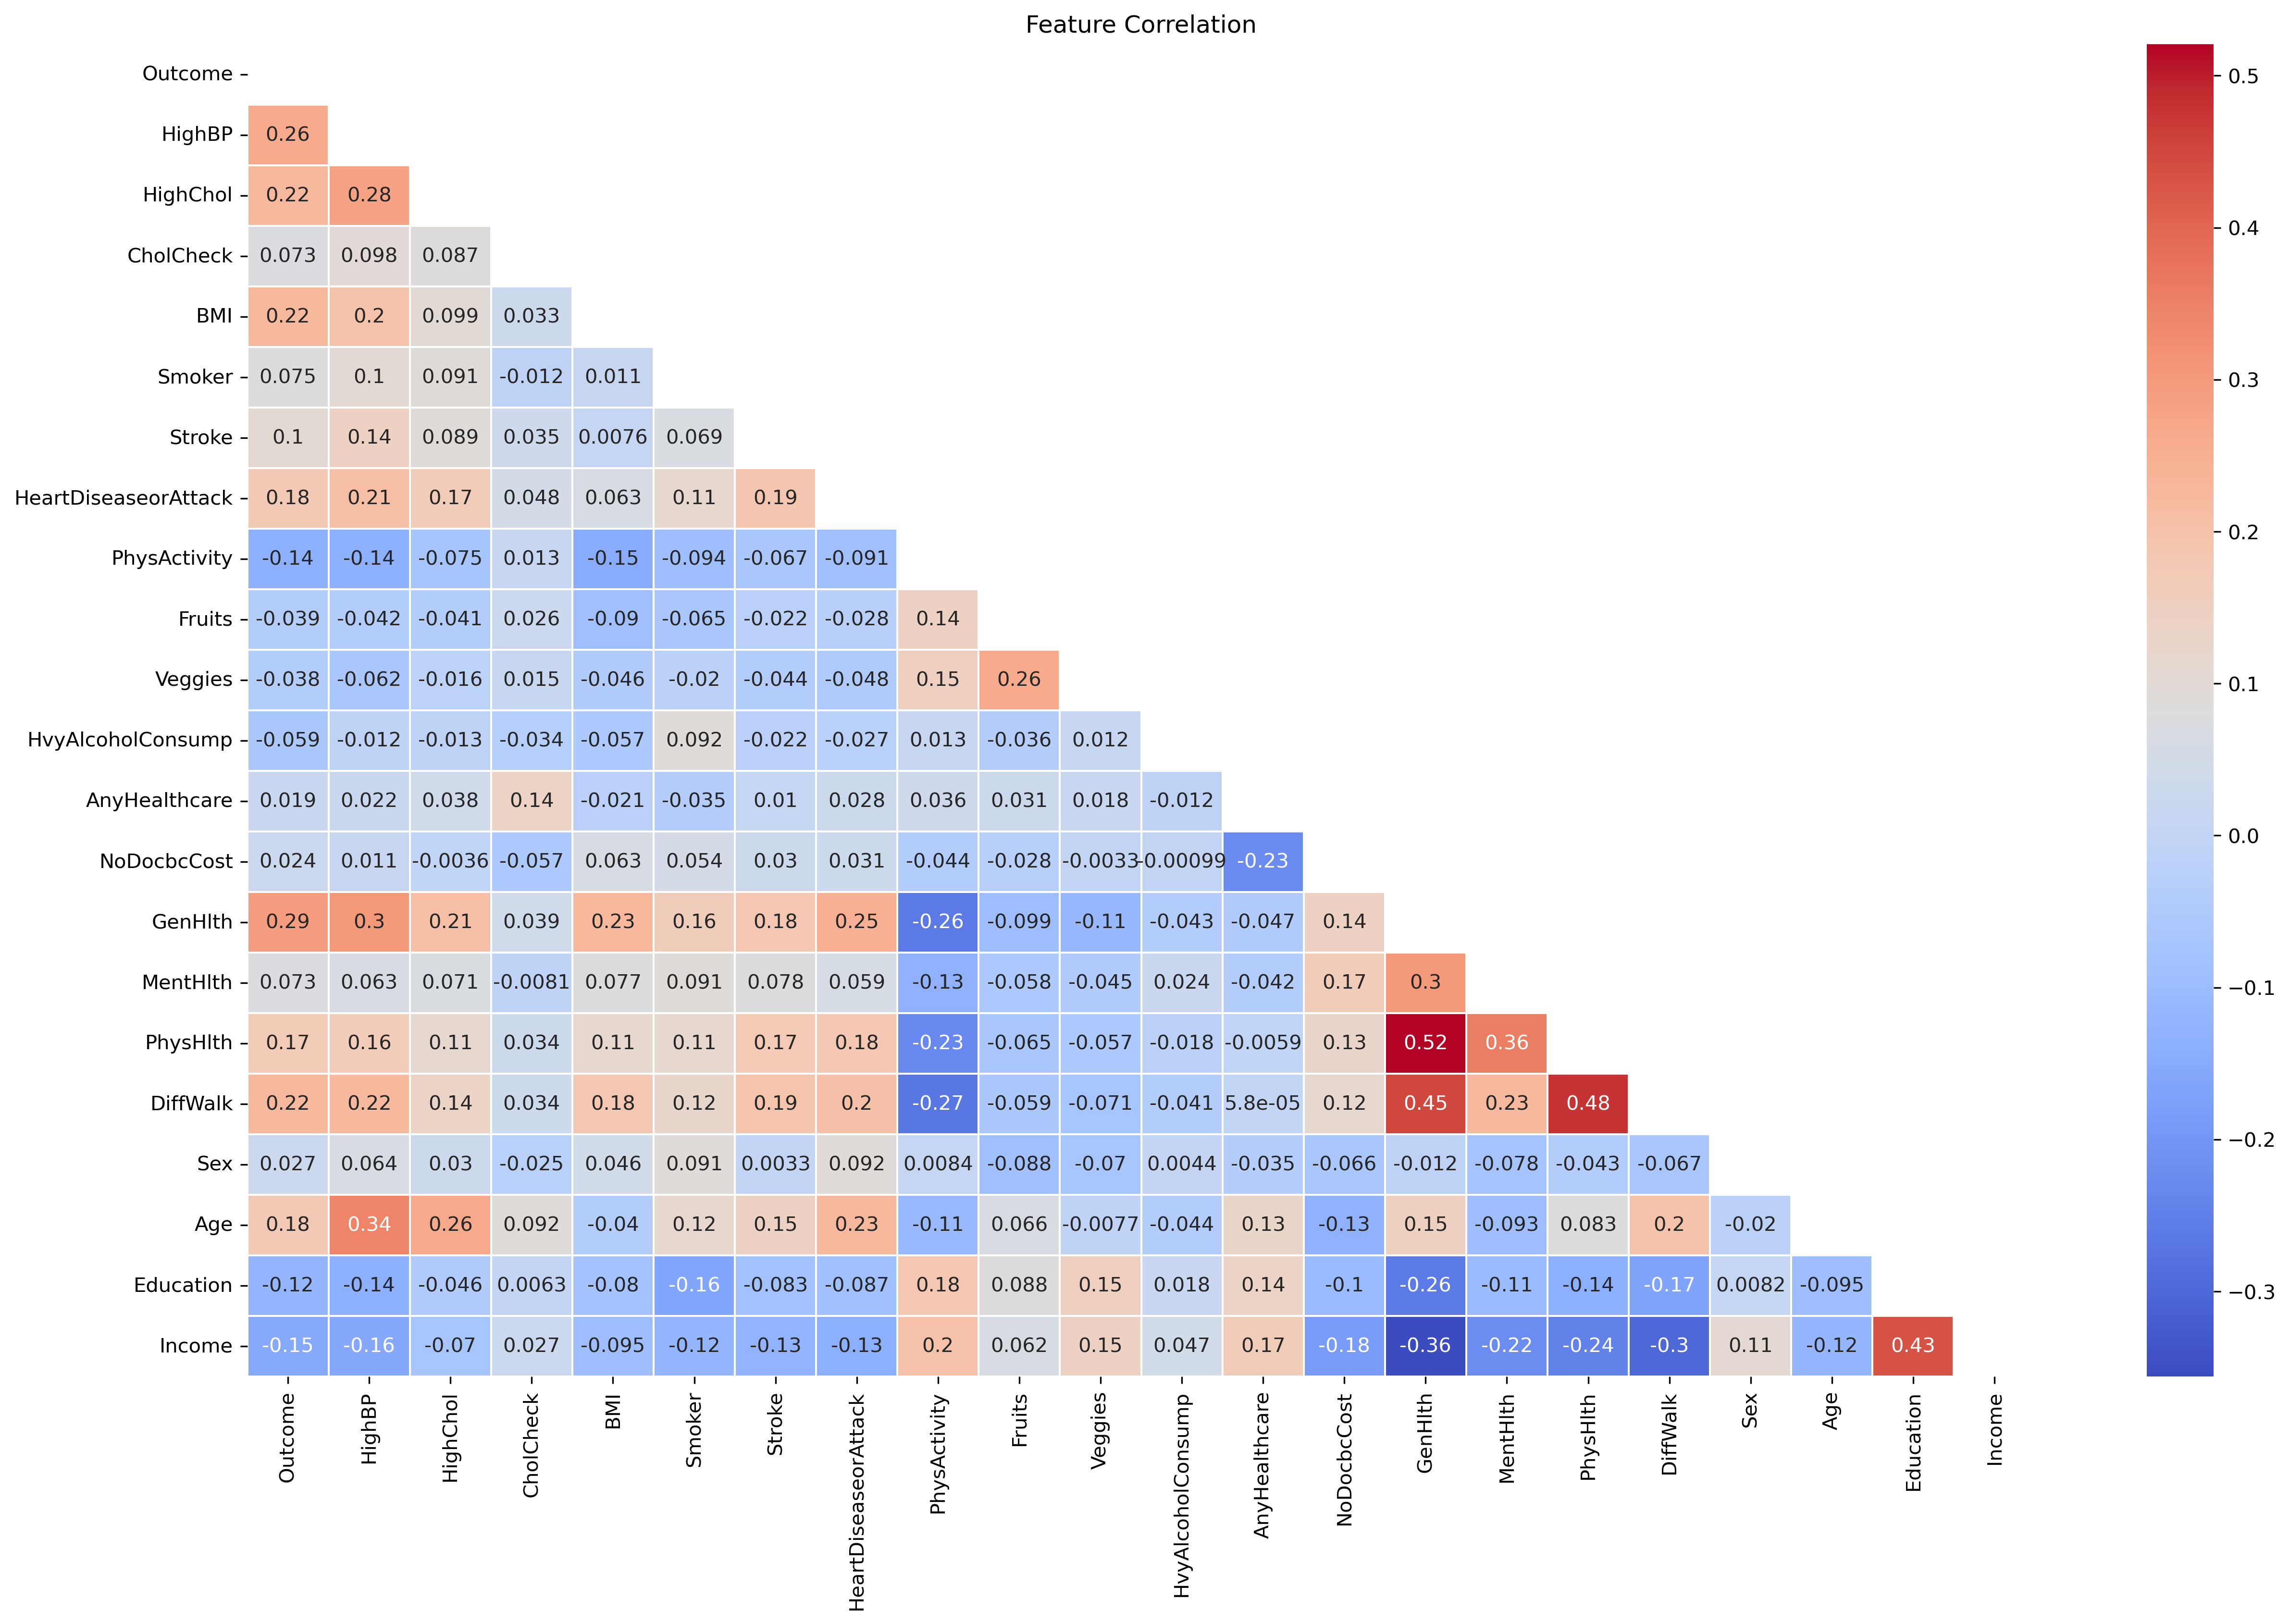 Feature Correlation
Outcome
HighBP 0.26
HighChol 0.22 0.28
CholCheck 0.073 0.098 0.087
BMI 0.22 0.2 0.099 0.033
Smoker 0.075 0.1 0.091 -0.012 0.011
Stroke 0.1 0.14 0.089 0.035 0.0076 0.069
HeartDiseaseorAttack 0.18 0.21 0.17 0.048 0.063 0.11 0.19
PhysActivity -0.14 -0.14 -0.075 0.013 -0.15 -0.094 -0.067 -0.091
Fruits -0.039 -0.042 -0.041 0.026 -0.09 -0.065 -0.022 -0.028 0.14
Veggies -0.038 -0.062 -0.016 0.015 -0.046 -0.02 -0.044 -0.048 0.15 0.26
HvyAlcoholConsump -0.059 -0.012 -0.013 -0.034 -0.057 0.092 -0.022 -0.027 0.013 -0.036 0.012
AnyHealthcare 0.019 0.022 0.038 0.14 -0.021 -0.035 0.01 0.028 0.036 0.031 0.018 -0.012
NoDocbcCost 0.024 0.011 -0.0036 -0.057 0.063 0.054 0.03 0.031 -0.044 -0.028 -0.0033 -0.00099 -0.23
GenHlth 0.29 0.3 0.21 0.039 0.23 0.16 0.18 0.25 -0.26 -0.099 -0.11 -0.043 -0.047 0.14
MentHlth 0.073 0.063 0.071 -0.0081 0.077 0.091 0.078 0.059 -0.13 -0.058 -0.045 0.024 -0.042 0.17 0.3
PhysHlth 0.17 0.16 0.11 0.034 0.11 0.11 0.17 0.18 -0.23 -0.065 -0.057 -0.018 -0.0059 0.13 0.52 0.36
DiffWalk 0.22 0.22 0.14 0.034 0.18 0.12 0.19 0.2 -0.27 -0.059 -0.071 -0.041 5.8e-05 0.12 0.45 0.23 0.48
Sex 0.027 0.064 0.03 -0.025 0.046 0.091 0.0033 0.092 0.0084 -0.088 -0.07 0.0044 -0.035 -0.066 -0.012 -0.078 -0.043 -0.067
Age 0.18 0.34 0.26 0.092 -0.04 0.12 0.15 0.23 -0.11 0.066 -0.0077 -0.044 0.13 -0.13 0.15 -0.093 0.083 0.2 -0.02
Education -0.12 -0.14 -0.046 0.0063 -0.08 -0.16 -0.083 -0.087 0.18 0.088 0.15 0.018 0.14 -0.1 -0.26 -0.11 -0.14 -0.17 0.0082 -0.095
Income -0.15 -0.16 -0.07 0.027 -0.095 -0.12 -0.13 -0.13 0.2 0.062 0.15 0.047 0.17 -0.18 -0.36 -0.22 -0.24 -0.3 0.11 -0.12 0.43
Outcome
HighBP
HighChol
CholCheck
BMI
Smoker
Stroke
HeartDiseaseorAttack
PhysActivity
Fruits
Veggies
HvyAlcoholConsump
AnyHealthcare
NoDocbcCost
GenHlth
MentHlth
PhysHlth
DiffWalk
Sex
Age
Education
Income
0.5
0.4
0.3
0.2
0.1
0.0
−0.1
−0.2
−0.3